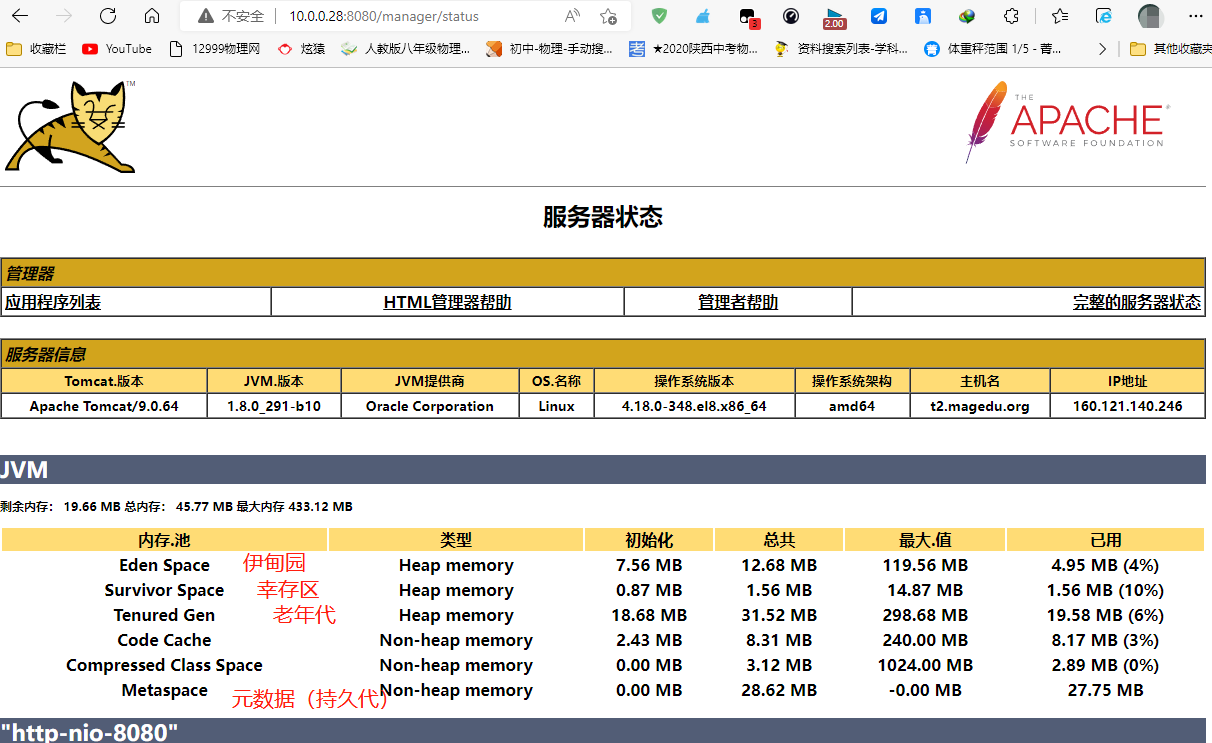 不安全 10.0.0.28:8080/manager/status A 3 2.00
收藏栏 YouTube 12999物理网 炫猿 人教版八年级物理... 初中-物理-手动搜... 考 ★2020陕西中考物... 资料搜索列表-学科... 体重秤范围 1/5 - 菁... 其他收藏夹
TM THE
APACHE®
SOFTWARE FOUNDATION
服务器状态
管理器
应用程序列表 HTML管理器帮助 管理者帮助 完整的服务器状态
服务器信息
Tomcat.版本 JVM.版本 JVM提供商 OS.名称 操作系统版本 操作系统架构 主机名 IP地址
Apache Tomcat/9.0.64 1.8.0_291-b10 Oracle Corporation Linux 4.18.0-348.el8.x86_64 amd64 t2.magedu.org 160.121.140.246
JVM
剩余内存： 19.66 MB 总内存： 45.77 MB 最大内存 433.12 MB
内存.池 类型 初始化 总共 最大.值 已用
Eden Space 伊甸园 Heap memory 7.56 MB 12.68 MB 119.56 MB 4.95 MB (4%)
Survivor Space 幸存区 Heap memory 0.87 MB 1.56 MB 14.87 MB 1.56 MB (10%)
Tenured Gen 老年代 Heap memory 18.68 MB 31.52 MB 298.68 MB 19.58 MB (6%)
Code Cache Non-heap memory 2.43 MB 8.31 MB 240.00 MB 8.17 MB (3%)
Compressed Class Space Non-heap memory 0.00 MB 3.12 MB 1024.00 MB 2.89 MB (0%)
Metaspace 元数据（持久代） Non-heap memory 0.00 MB 28.62 MB -0.00 MB 27.75 MB
"http-nio-8080"